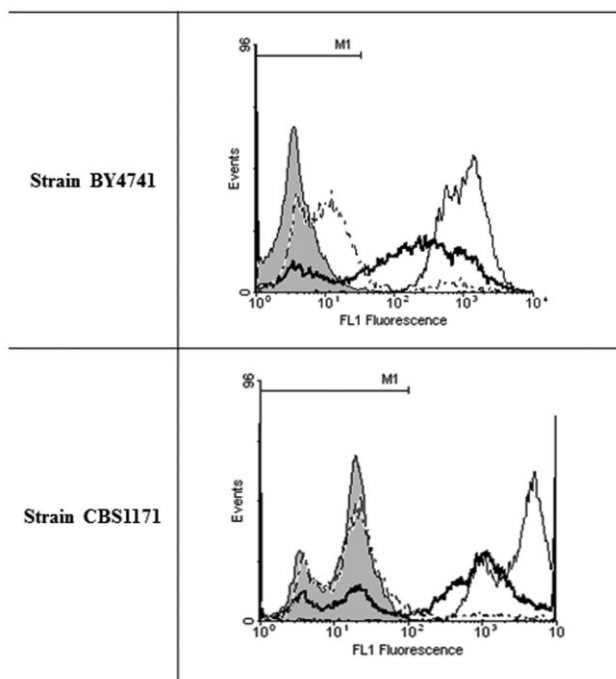 Strain BY4741
96
M1
Events
0
10⁰ 10¹ 10² 10³ 10⁴
FL1 Fluorescence
Strain CBS1171
96
M1
Events
0
10⁰ 10¹ 10² 10³ 10
FL1 Fluorescence